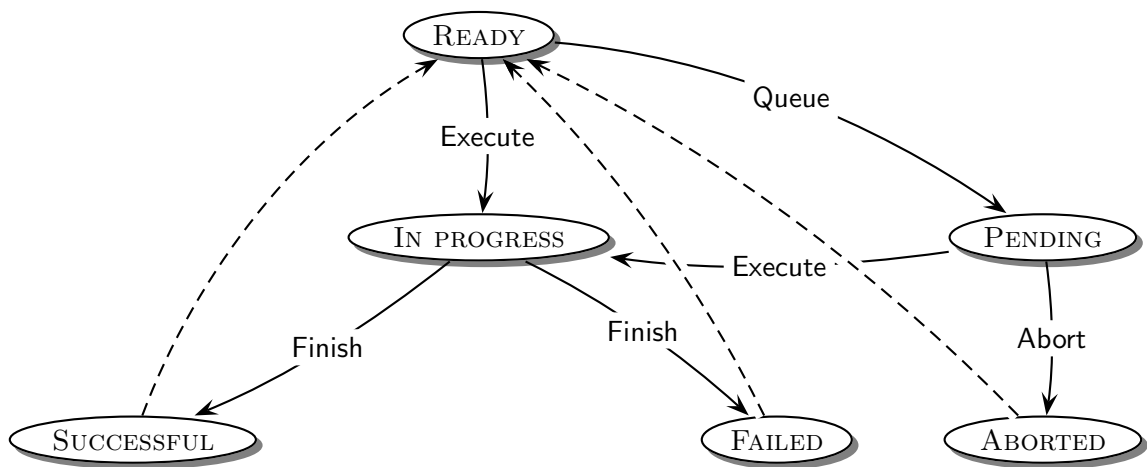 READY
Queue
Execute
IN PROGRESS
PENDING
Execute
Finish
Finish
Abort
SUCCESSFUL
FAILED
ABORTED